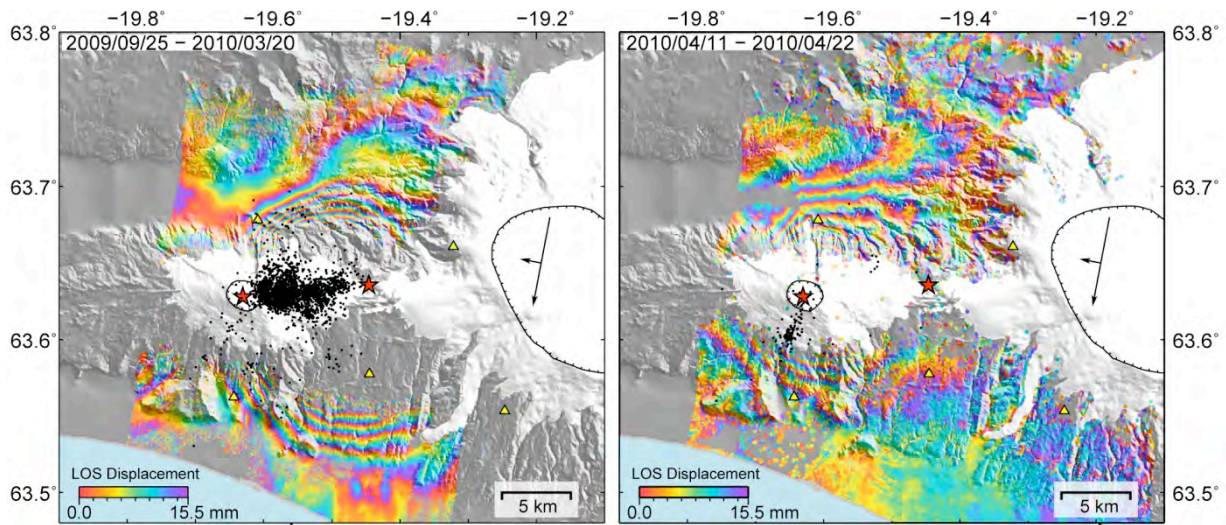 −19.8 −19.6 −19.4 −19.2 −19.8 −19.6 −19.4 −19.2
63.8 2009/09/25 − 2010/03/20 2010/04/11 − 2010/04/22 63.8
63.7 63.7
63.6 63.6
63.5 63.5
LOS Displacement
0.0 15.5 mm
5 km
LOS Displacement
0.0 15.5 mm
5 km